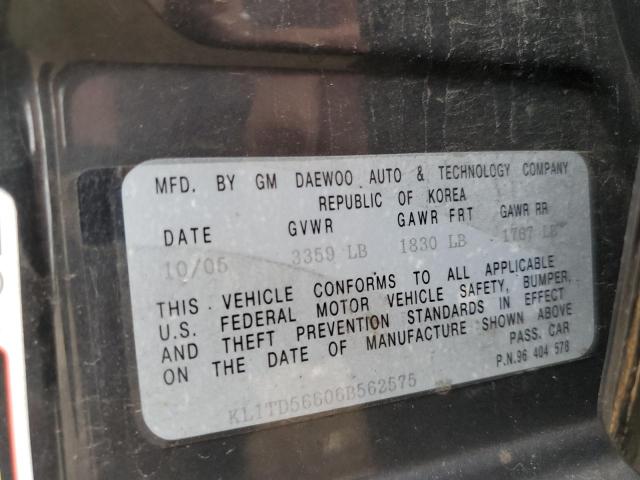 MFD. BY GM DAEWOO AUTO & TECHNOLOGY COMPANY
REPUBLIC OF KOREA
DATE GVWR GAWR FRT GAWR RR
10/05 3359 LB 1830 LB 1787 LB
THIS VEHICLE CONFORMS TO ALL APPLICABLE
U.S. FEDERAL MOTOR VEHICLE SAFETY, BUMPER,
AND THEFT PREVENTION STANDARDS IN EFFECT
ON THE DATE OF MANUFACTURE SHOWN ABOVE
PASS. CAR
P.N.96 404 578
KL1TD56606B562575